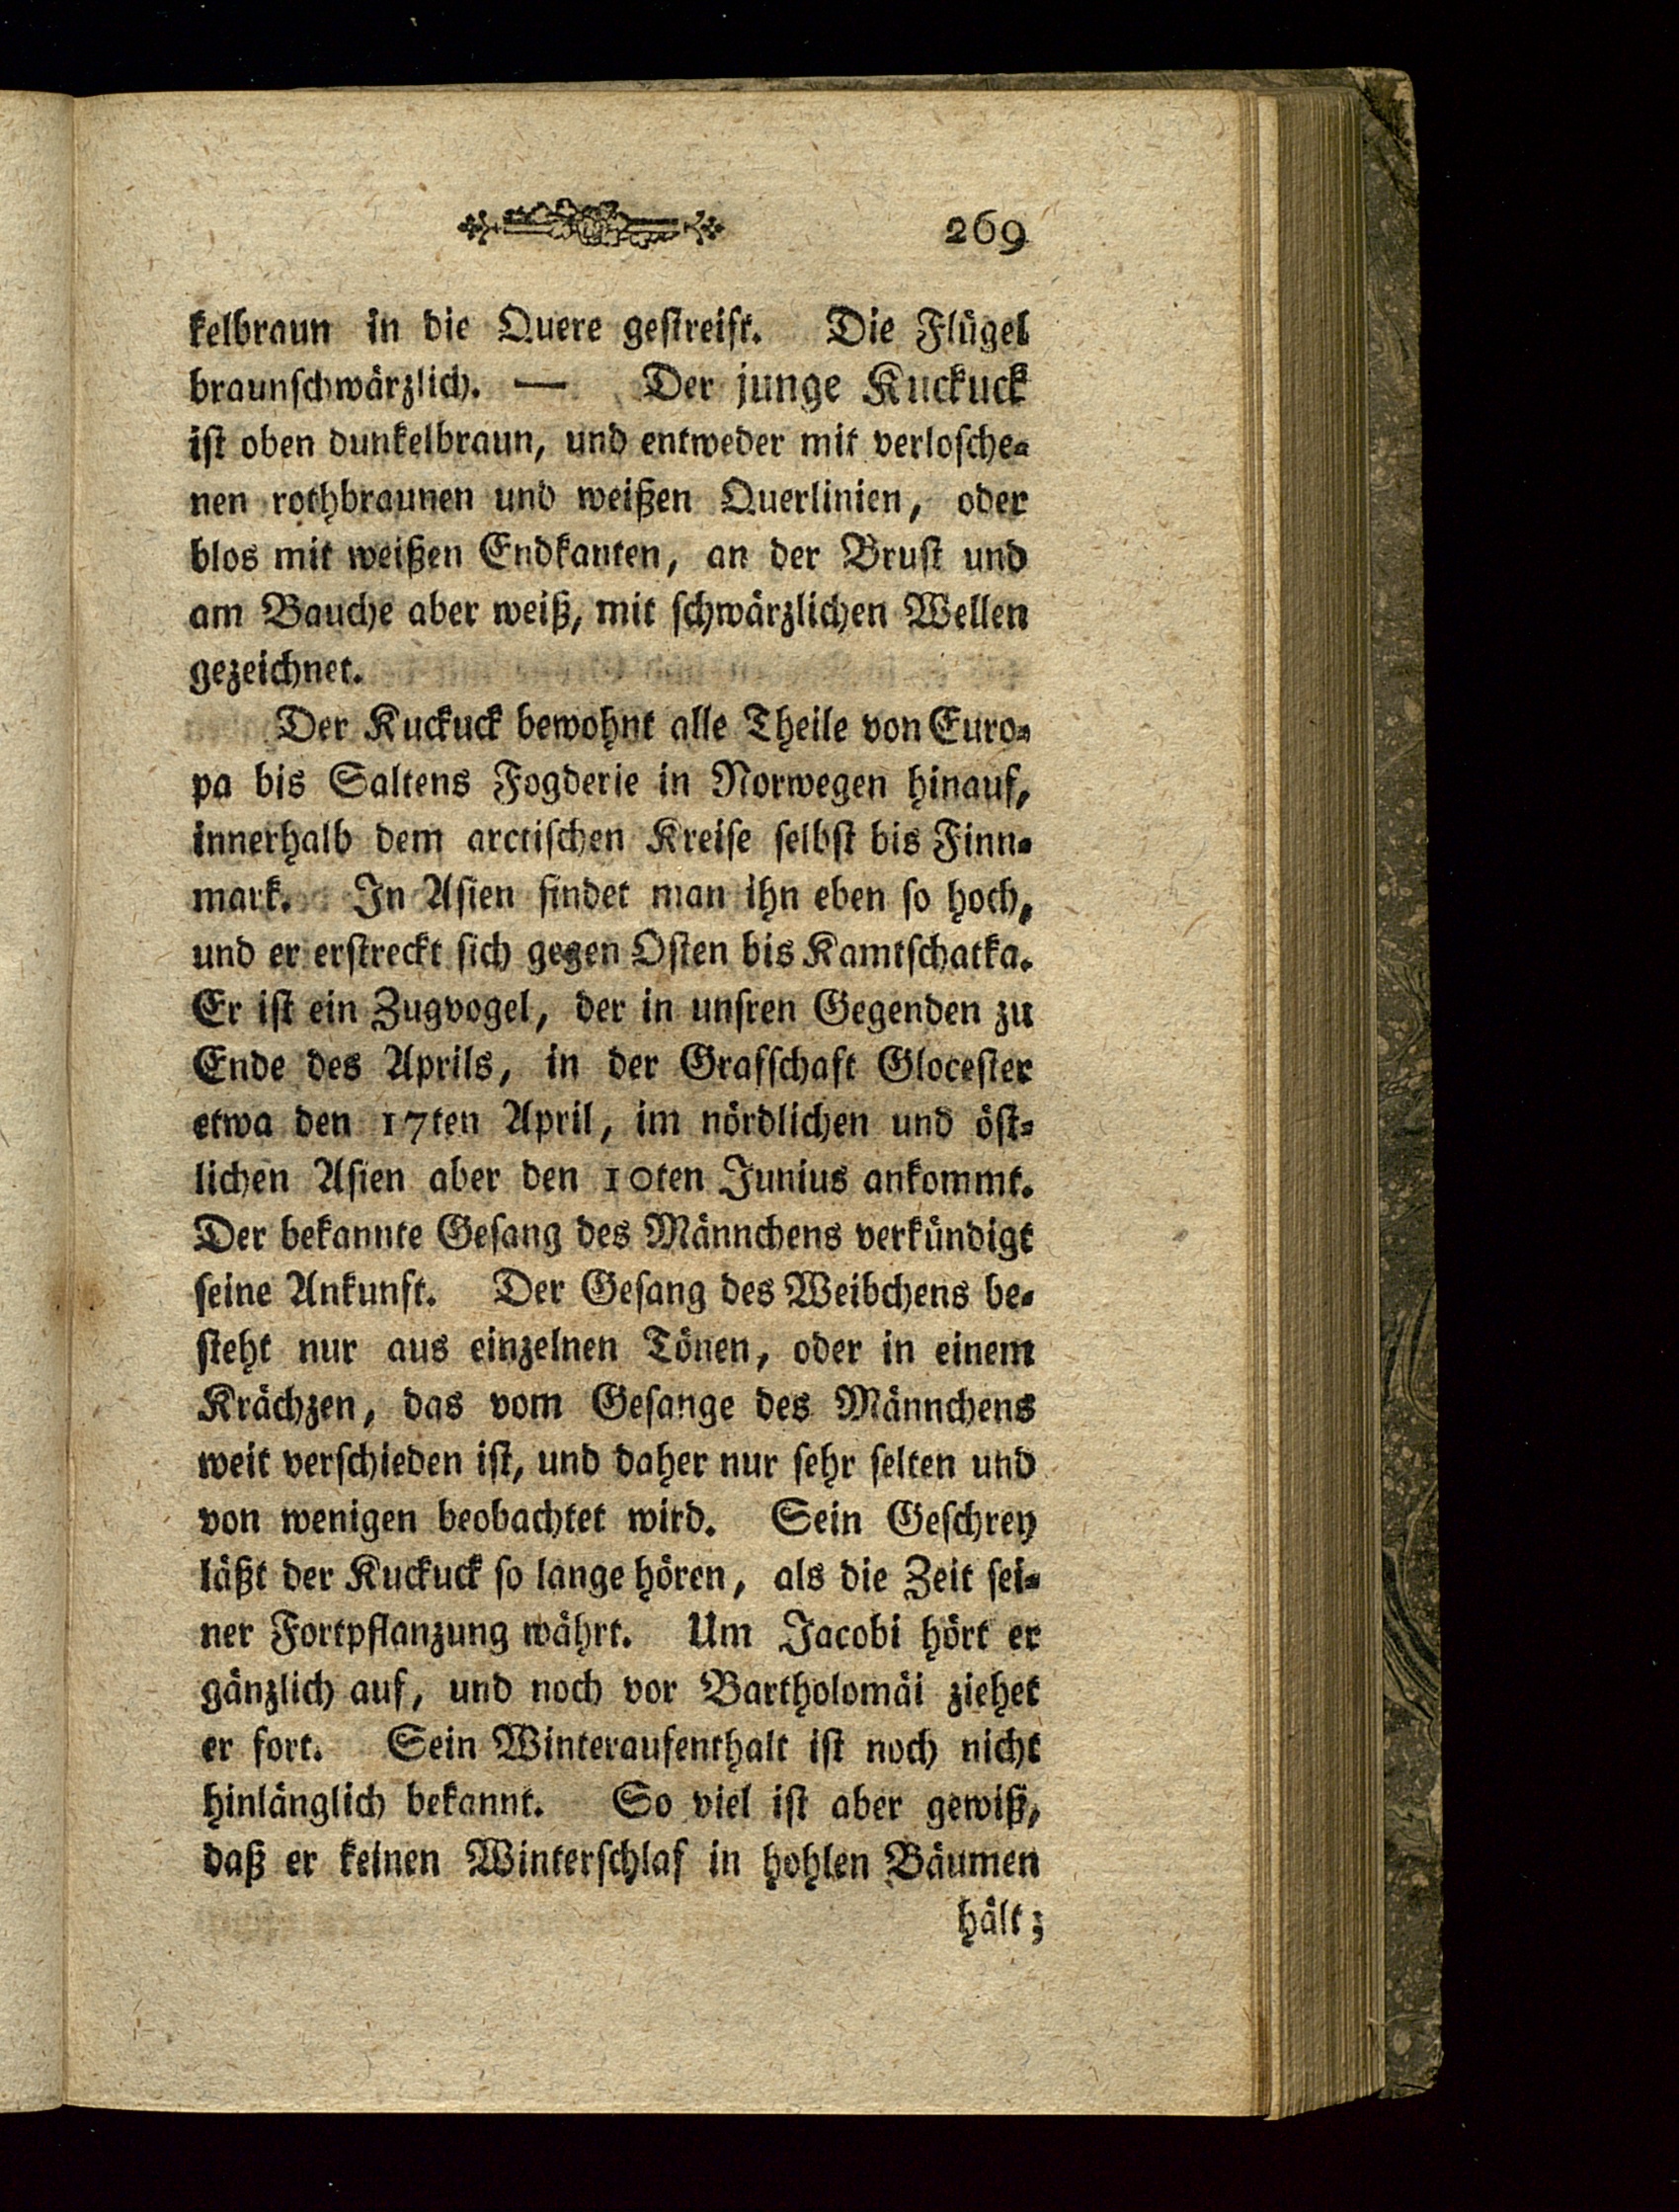 269
kelbraun in die Quere gestreift. Die Flügel
braunschwärzlich. — Der junge Kuckuck
ist oben dunkelbraun, und entweder mit verlosche-
nen rothbraunen und weißen Querlinien, oder
blos mit weißen Endkanten, an der Brust und
am Bauche aber weiß, mit schwärzlichen Wellen
gezeichnet.
Der Kuckuck bewohnt alle Theile von Euro-
pa bis Saltens Fogderie in Norwegen hinauf,
innerhalb dem arctischen Kreise selbst bis Finn-
mark. In Asien findet man ihn eben so hoch,
und er erstreckt sich gegen Osten bis Kamtschatka.
Er ist ein Zugvogel, der in unsren Gegenden zu
Ende des Aprils, in der Grafschaft Glocester
etwa den 17ten April, im nördlichen und öst-
lichen Asien aber den 10ten Junius ankommt.
Der bekannte Gesang des Männchens verkündigt
seine Ankunft. Der Gesang des Weibchens be-
steht nur aus einzelnen Tönen, oder in einem
Krächzen, das vom Gesange des Männchens
weit verschieden ist, und daher nur sehr selten und
von wenigen beobachtet wird. Sein Geschrey
läßt der Kuckuck so lange hören, als die Zeit sei-
ner Fortpflanzung währt. Um Jacobi hört er
gänzlich auf, und noch vor Bartholomäi ziehet
er fort. Sein Winteraufenthalt ist noch nicht
hinlänglich bekannt. So viel ist aber gewiß,
daß er keinen Winterschlaf in hohlen Bäumen
hält;